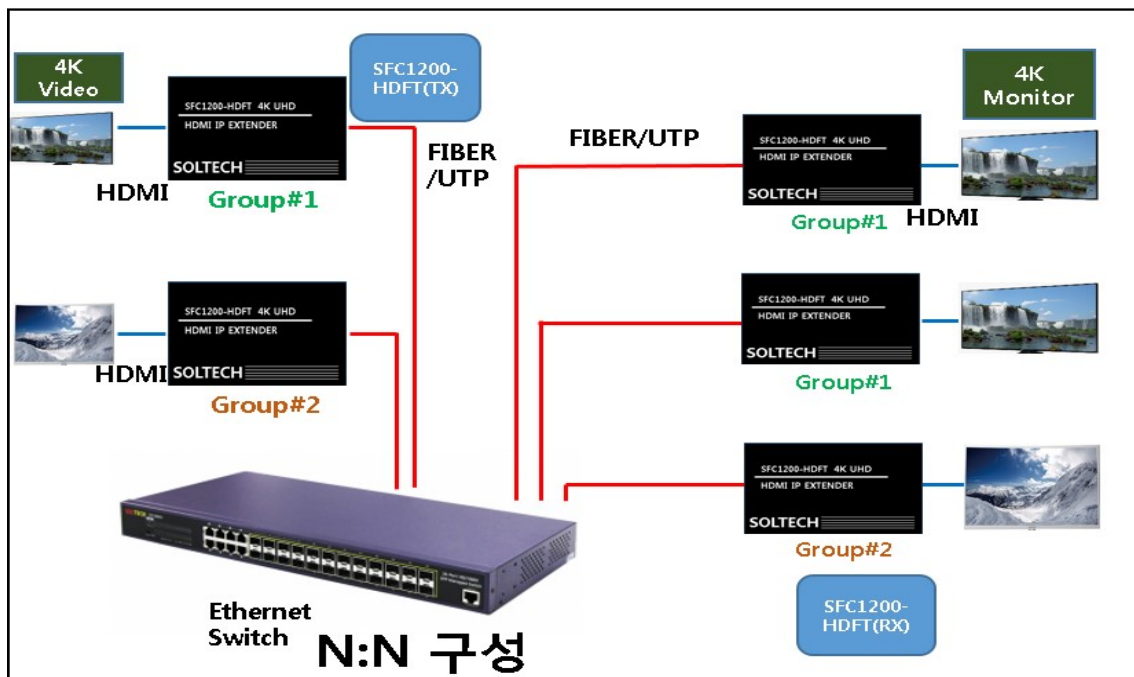 4K
Video
SFC1200-HDFT 4K UHD
HDMI IP EXTENDER
SOLTECH
HDMI
Group#1
SFC1200-
HDFT(TX)
FIBER
/UTP
SFC1200-HDFT 4K UHD
HDMI IP EXTENDER
SOLTECH
HDMI
Group#2
FIBER/UTP
4K
Monitor
SFC1200-HDFT 4K UHD
HDMI IP EXTENDER
SOLTECH
Group#1
HDMI
SFC1200-HDFT 4K UHD
HDMI IP EXTENDER
SOLTECH
Group#1
SFC1200-HDFT 4K UHD
HDMI IP EXTENDER
SOLTECH
Group#2
SFC1200-
HDFT(RX)
Ethernet
Switch
N:N 구성